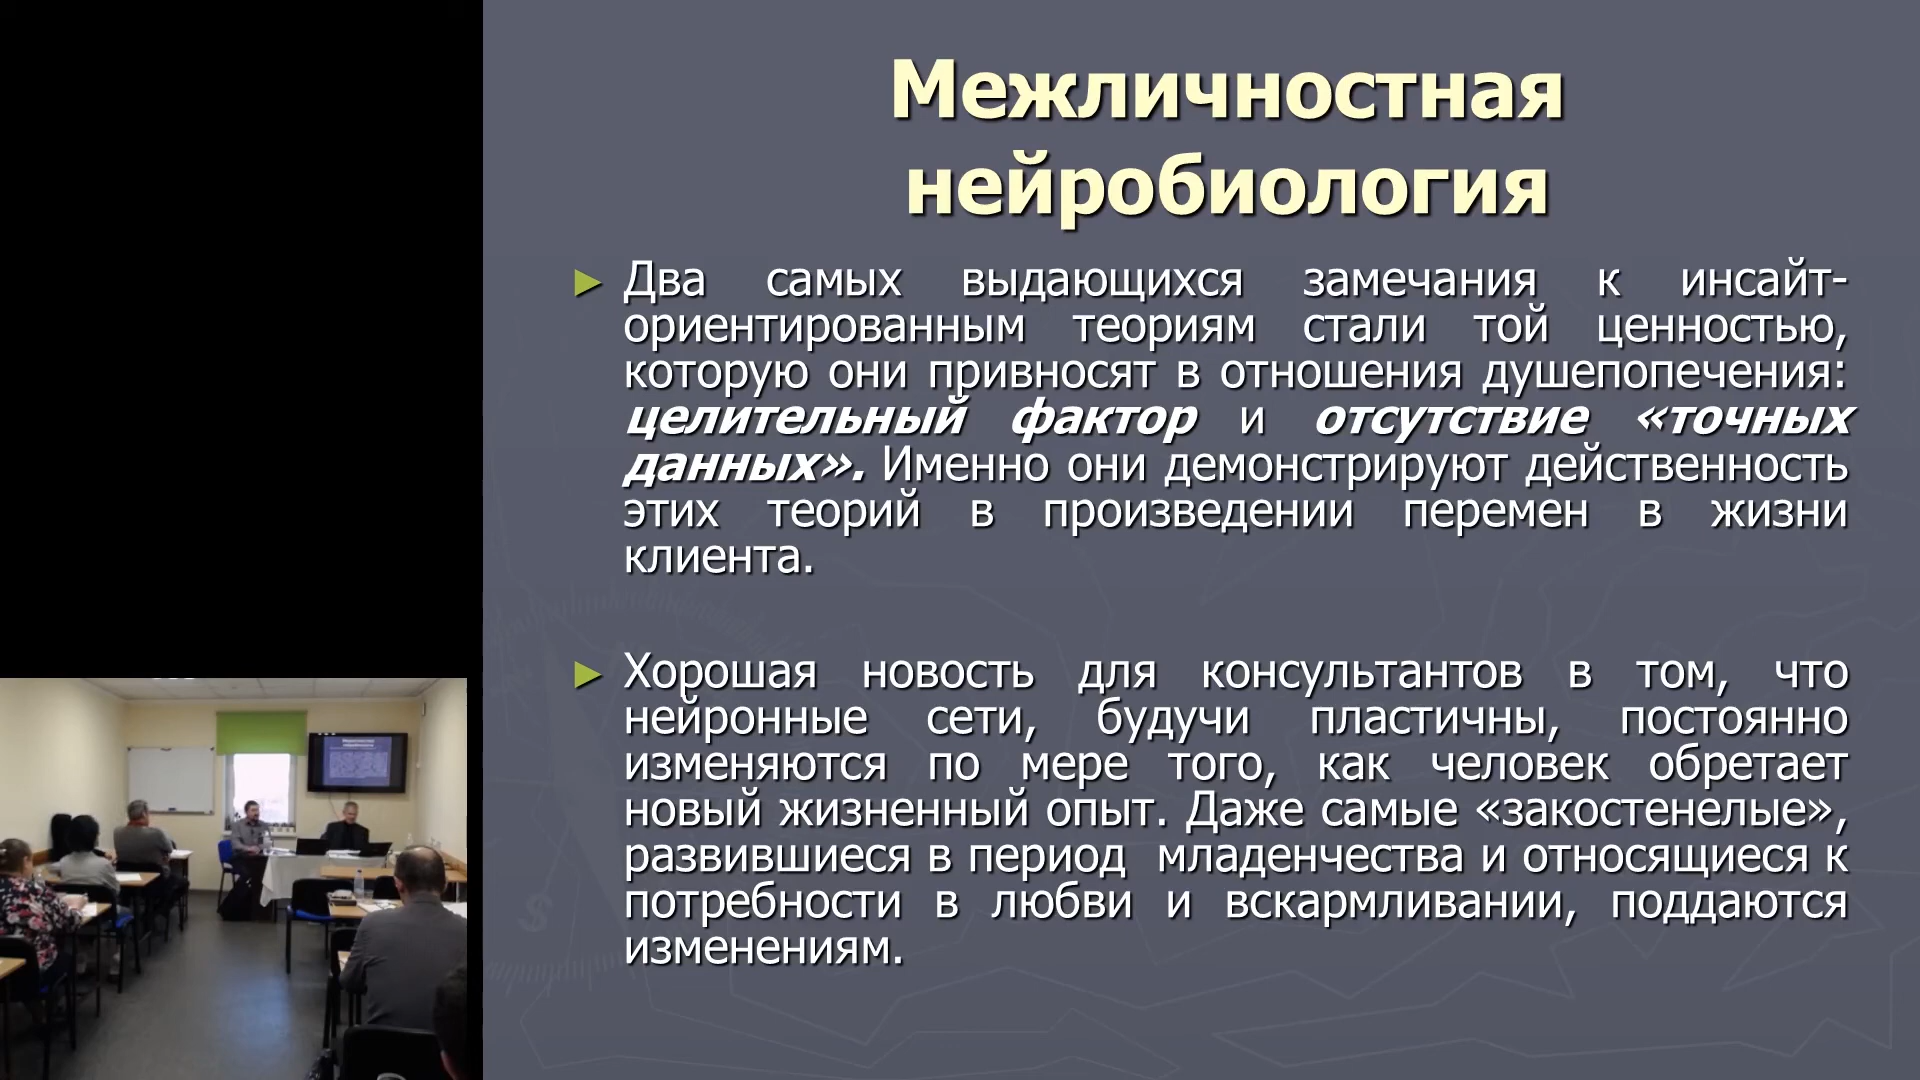 Межличностная
нейробиология
Два самых выдающихся замечания к инсайт-
ориентированным теориям стали той ценностью,
которую они привносят в отношения душепопечения:
целительный фактор и отсутствие «точных
данных». Именно они демонстрируют действенность
этих теорий в произведении перемен в жизни
клиента.
Хорошая новость для консультантов в том, что
нейронные сети, будучи пластичны, постоянно
изменяются по мере того, как человек обретает
новый жизненный опыт. Даже самые «закостенелые»,
развившиеся в период младенчества и относящиеся к
потребности в любви и вскармливании, поддаются
изменениям.